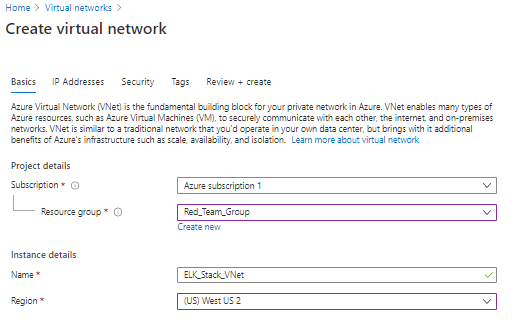 Home > Virtual networks >
Create virtual network
Basics IP Addresses Security Tags Review + create
Azure Virtual Network (VNet) is the fundamental building block for your private network in Azure. VNet enables many types of
Azure resources, such as Azure Virtual Machines (VM), to securely communicate with each other, the internet, and on-premises
networks. VNet is similar to a traditional network that you'd operate in your own data center, but brings with it additional
benefits of Azure's infrastructure such as scale, availability, and isolation. Learn more about virtual network
Project details
Subscription * Azure subscription 1
Resource group * Red_Team_Group
Create new
Instance details
Name * ELK_Stack_VNet
Region * (US) West US 2